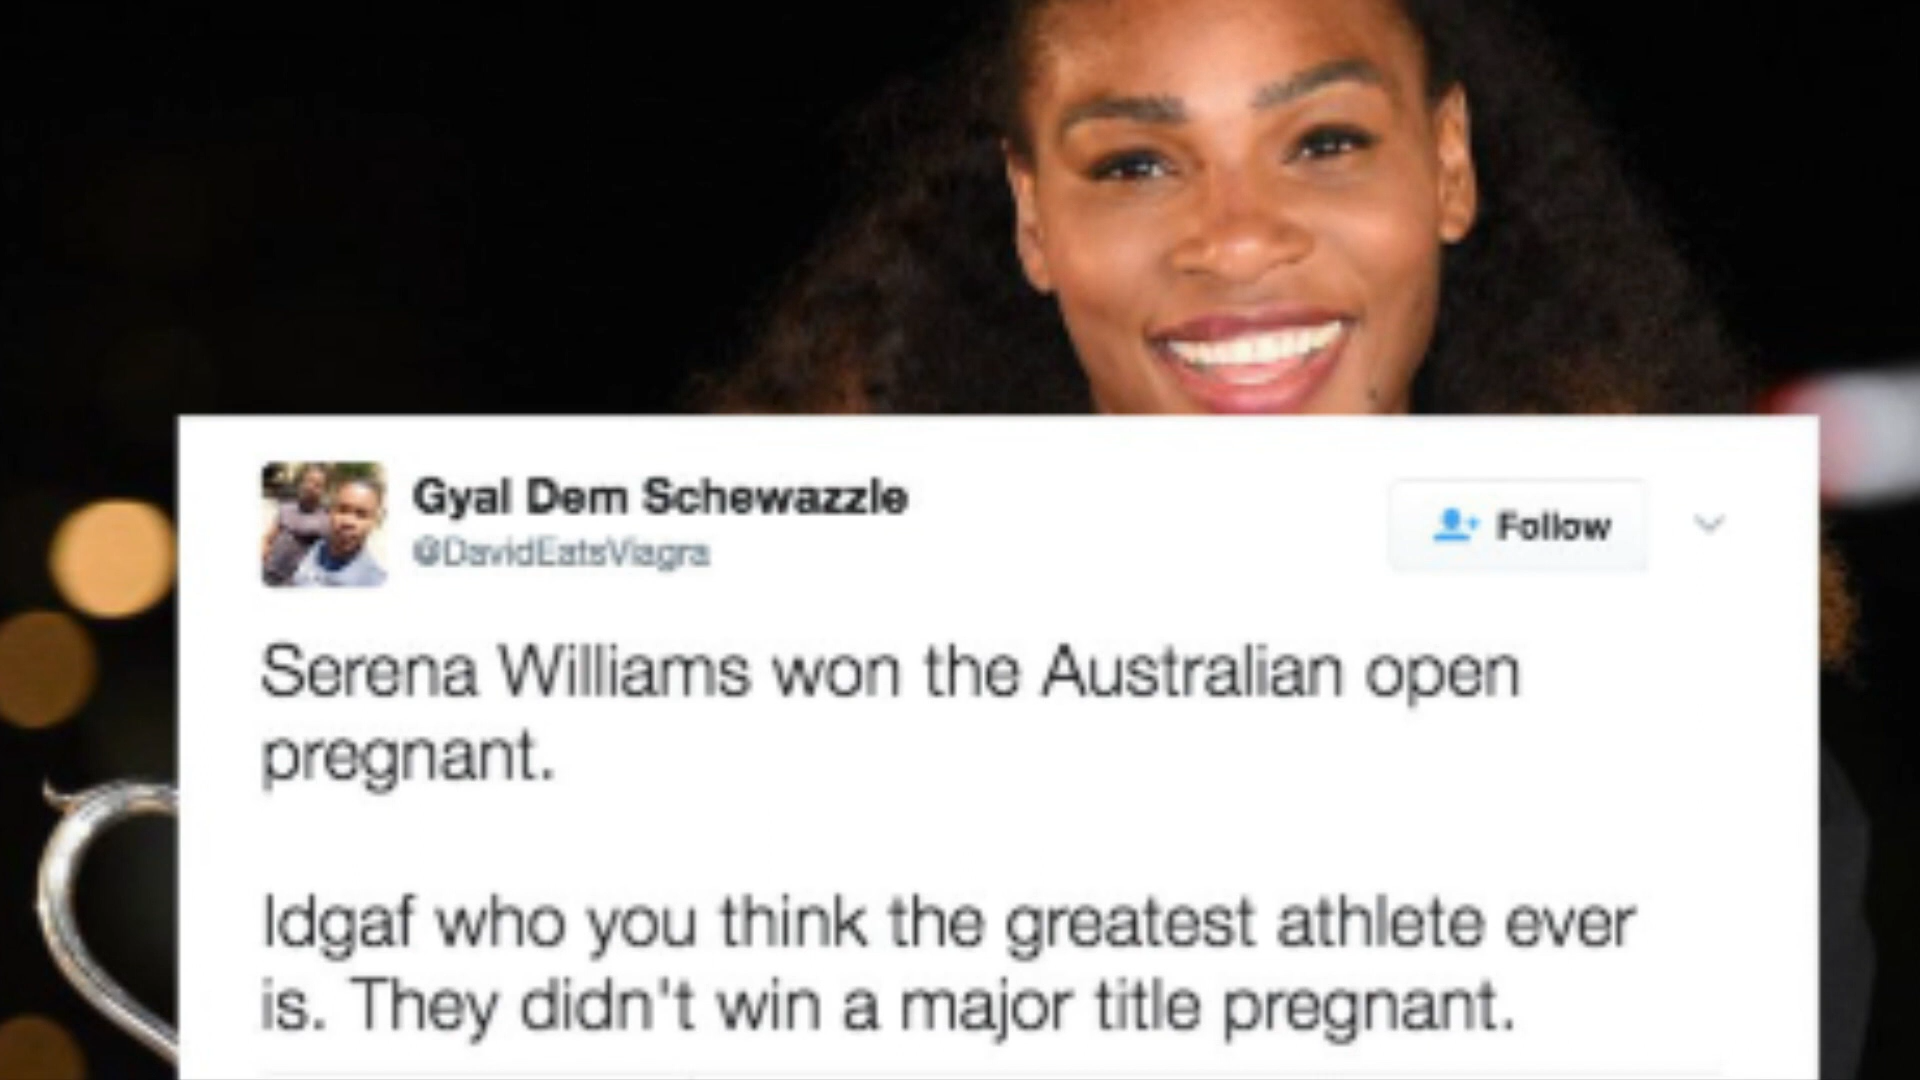 Gyal Dem Schewazzle
@DavidEatsViagra
Follow
Serena Williams won the Australian open
pregnant.
Idgaf who you think the greatest athlete ever
is. They didn't win a major title pregnant.